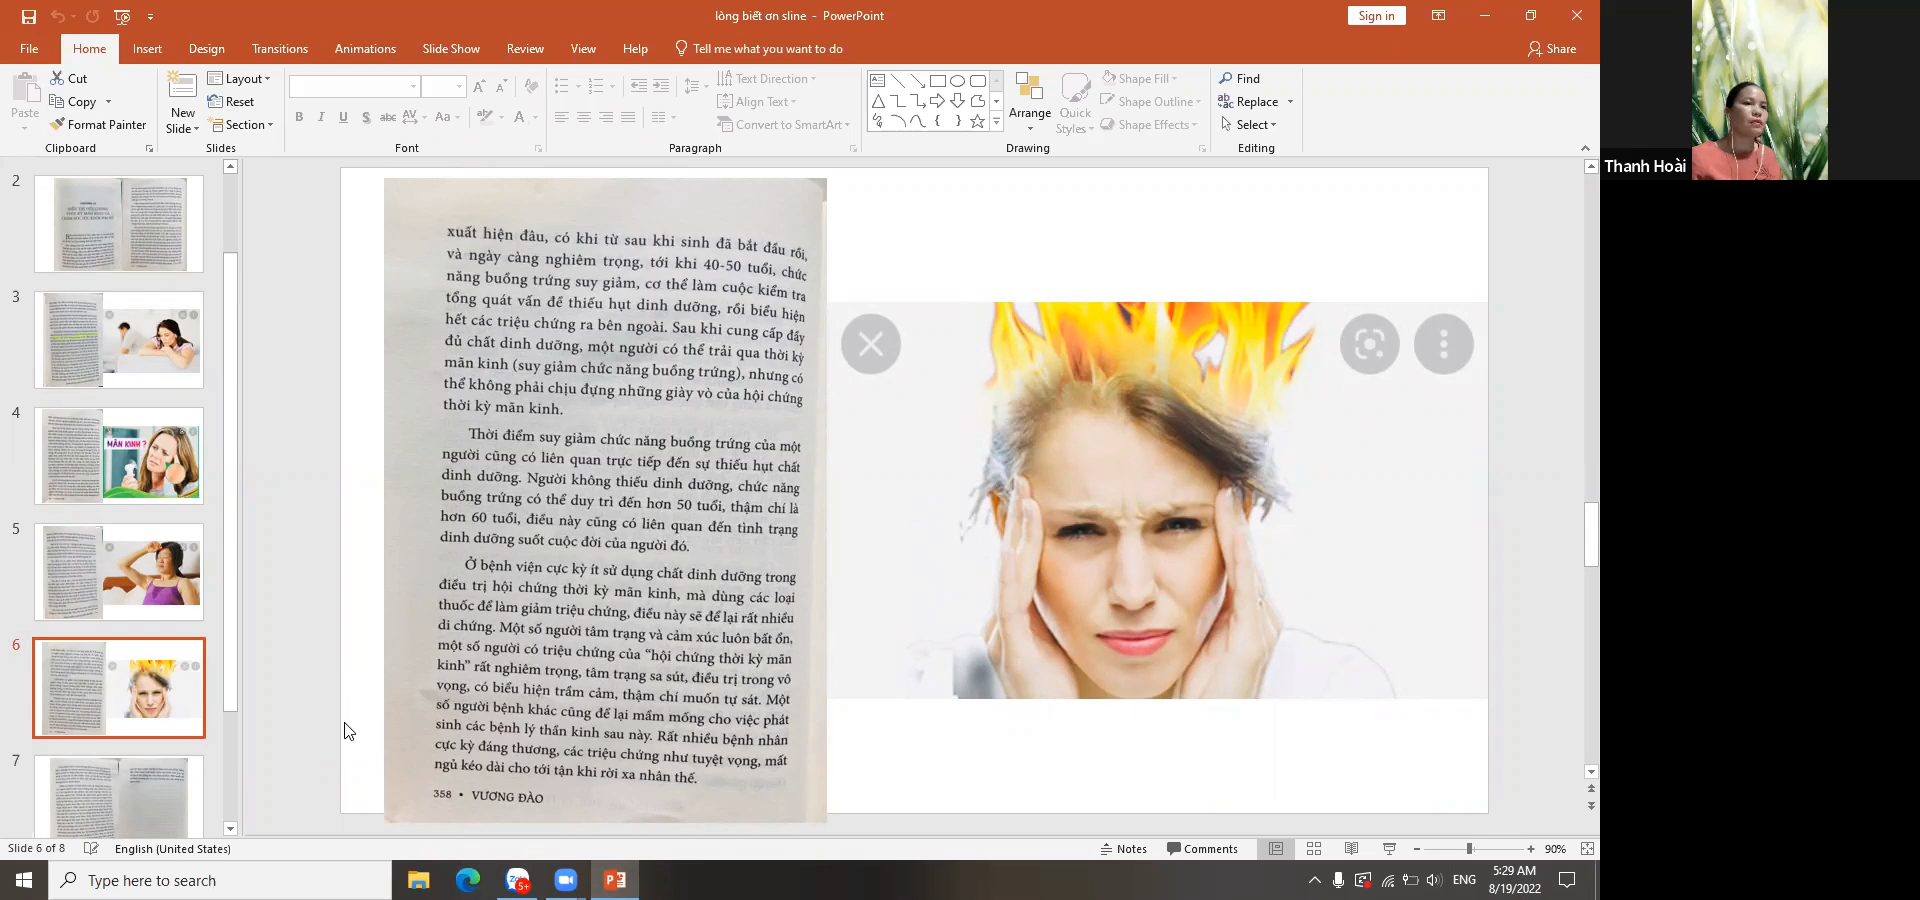 lòng biết ơn sline - PowerPoint
Sign in
File Home Insert Design Transitions Animations Slide Show Review View Help Tell me what you want to do Share
Paste
Cut
Copy
Format Painter
Clipboard
New Slide
Layout
Reset
Section
Slides
Font
Text Direction
Align Text
Convert to SmartArt
Paragraph
Arrange
Quick Styles
Shape Fill
Shape Outline
Shape Effects
Drawing
Find
Replace
Select
Editing
Thanh Hoài
2
3
4
MÃN KINH ?
5
6
7
xuất hiện đâu, có khi từ sau khi sinh đã bắt đầu rồi,
và ngày càng nghiêm trọng, tới khi 40-50 tuổi, chức
năng buồng trứng suy giảm, cơ thể làm cuộc kiểm tra
tổng quát vấn đề thiếu hụt dinh dưỡng, rồi biểu hiện
hết các triệu chứng ra bên ngoài. Sau khi cung cấp đầy
đủ chất dinh dưỡng, một người có thể trải qua thời kỳ
mãn kinh (suy giảm chức năng buồng trứng), nhưng có
thể không phải chịu đựng những giày vò của hội chứng
thời kỳ mãn kinh.
Thời điểm suy giảm chức năng buồng trứng của một
người cũng có liên quan trực tiếp đến sự thiếu hụt chất
dinh dưỡng. Người không thiếu dinh dưỡng, chức năng
buồng trứng có thể duy trì đến hơn 50 tuổi, thậm chí là
hơn 60 tuổi, điều này cũng có liên quan đến tình trạng
dinh dưỡng suốt cuộc đời của người đó.
Ở bệnh viện cực kỳ ít sử dụng chất dinh dưỡng trong
điều trị hội chứng thời kỳ mãn kinh, mà dùng các loại
thuốc để làm giảm triệu chứng, điều này sẽ để lại rất nhiều
di chứng. Một số người tâm trạng và cảm xúc luôn bất ổn,
một số người có triệu chứng của “hội chứng thời kỳ mãn
kinh” rất nghiêm trọng, tâm trạng sa sút, điều trị trong vô
vọng, có biểu hiện trầm cảm, thậm chí muốn tự sát. Một
số người bệnh khác cũng để lại mầm mống cho việc phát
sinh các bệnh lý thần kinh sau này. Rất nhiều bệnh nhân
cực kỳ đáng thương, các triệu chứng như tuyệt vọng, mất
ngủ kéo dài cho tới tận khi rời xa nhân thế.
358 • VƯƠNG ĐÀO
Slide 6 of 8 English (United States) Notes Comments 90%
Type here to search
5+
ENG
5:29 AM
8/19/2022